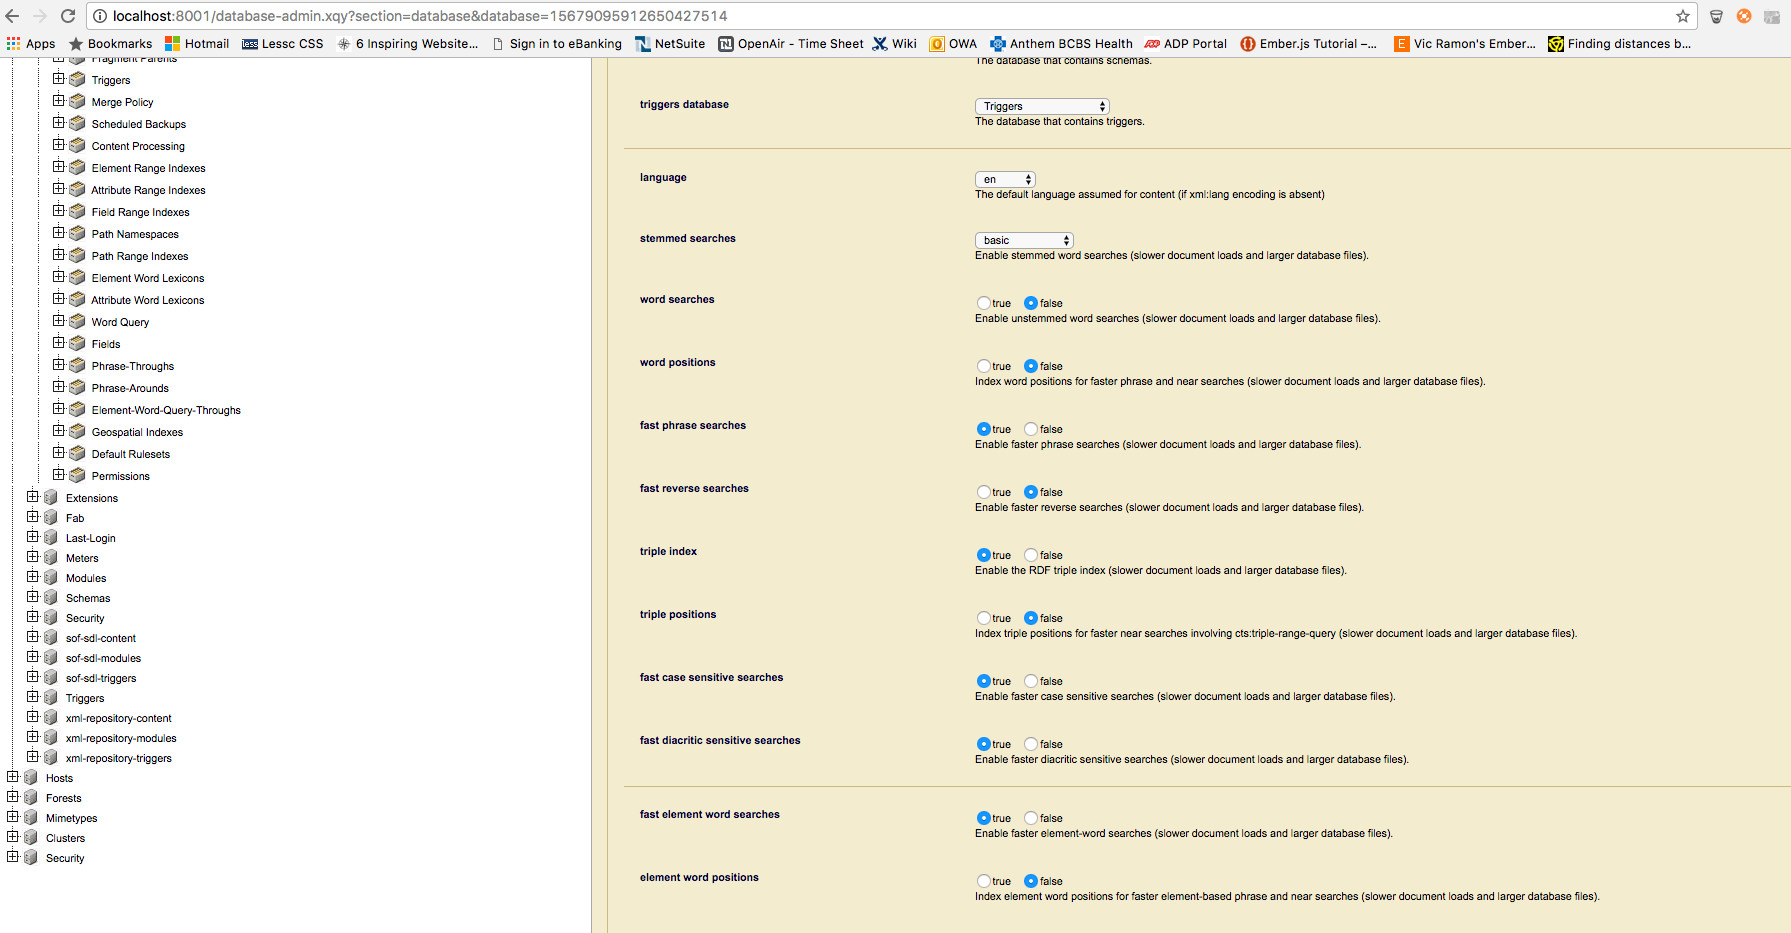 localhost:8001/database-admin.xqy?section=database&database=15679095912650427514
Apps Bookmarks Hotmail less Lessc CSS 6 Inspiring Website... Sign in to eBanking NetSuite OpenAir - Time Sheet Wiki OWA Anthem BCBS Health ADP Portal Ember.js Tutorial –... E Vic Ramon's Ember... Finding distances b...
Fragment Parents
Triggers
Merge Policy
Scheduled Backups
Content Processing
Element Range Indexes
Attribute Range Indexes
Field Range Indexes
Path Namespaces
Path Range Indexes
Element Word Lexicons
Attribute Word Lexicons
Word Query
Fields
Phrase-Throughs
Phrase-Arounds
Element-Word-Query-Throughs
Geospatial Indexes
Default Rulesets
Permissions
Extensions
Fab
Last-Login
Meters
Modules
Schemas
Security
sof-sdl-content
sof-sdl-modules
sof-sdl-triggers
Triggers
xml-repository-content
xml-repository-modules
xml-repository-triggers
Hosts
Forests
Mimetypes
Clusters
Security
The database that contains schemas.
triggers database Triggers
The database that contains triggers.
language en
The default language assumed for content (if xml:lang encoding is absent)
stemmed searches basic
Enable stemmed word searches (slower document loads and larger database files).
word searches true false
Enable unstemmed word searches (slower document loads and larger database files).
word positions true false
Index word positions for faster phrase and near searches (slower document loads and larger database files).
fast phrase searches true false
Enable faster phrase searches (slower document loads and larger database files).
fast reverse searches true false
Enable faster reverse searches (slower document loads and larger database files).
triple index true false
Enable the RDF triple index (slower document loads and larger database files).
triple positions true false
Index triple positions for faster near searches involving cts:triple-range-query (slower document loads and larger database files).
fast case sensitive searches true false
Enable faster case sensitive searches (slower document loads and larger database files).
fast diacritic sensitive searches true false
Enable faster diacritic sensitive searches (slower document loads and larger database files).
fast element word searches true false
Enable faster element-word searches (slower document loads and larger database files).
element word positions true false
Index element word positions for faster element-based phrase and near searches (slower document loads and larger database files).